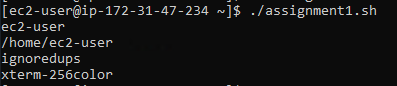 [ec2-user@ip-172-31-47-234 ~]$ ./assignment1.sh
ec2-user
/home/ec2-user
ignoredups
xterm-256color